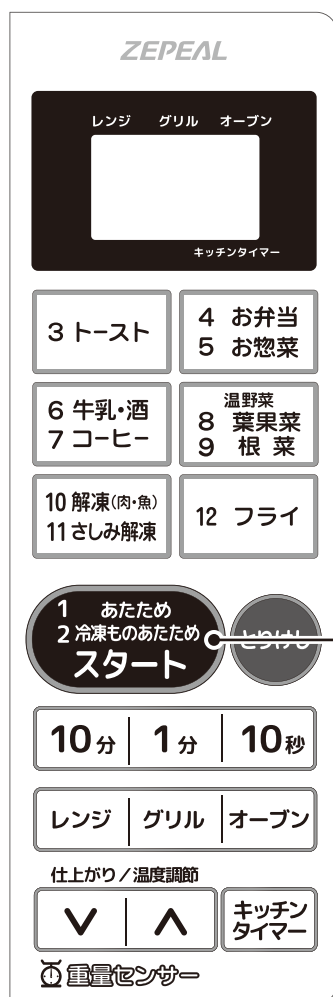 ZEPEAL
レンジ グリル オーブン
キッチンタイマー
3 トースト
4 お弁当
5 お惣菜
6 牛乳・酒
7 コーヒー
温野菜
8 葉果菜
9 根 菜
10 解凍(肉・魚)
11 さしみ解凍
12 フライ
1 あたため
2 冷凍ものあたため
スタート
とりけし
10分 1分 10秒
レンジ グリル オーブン
仕上がり/温度調節
キッチン
タイマー
重量センサー